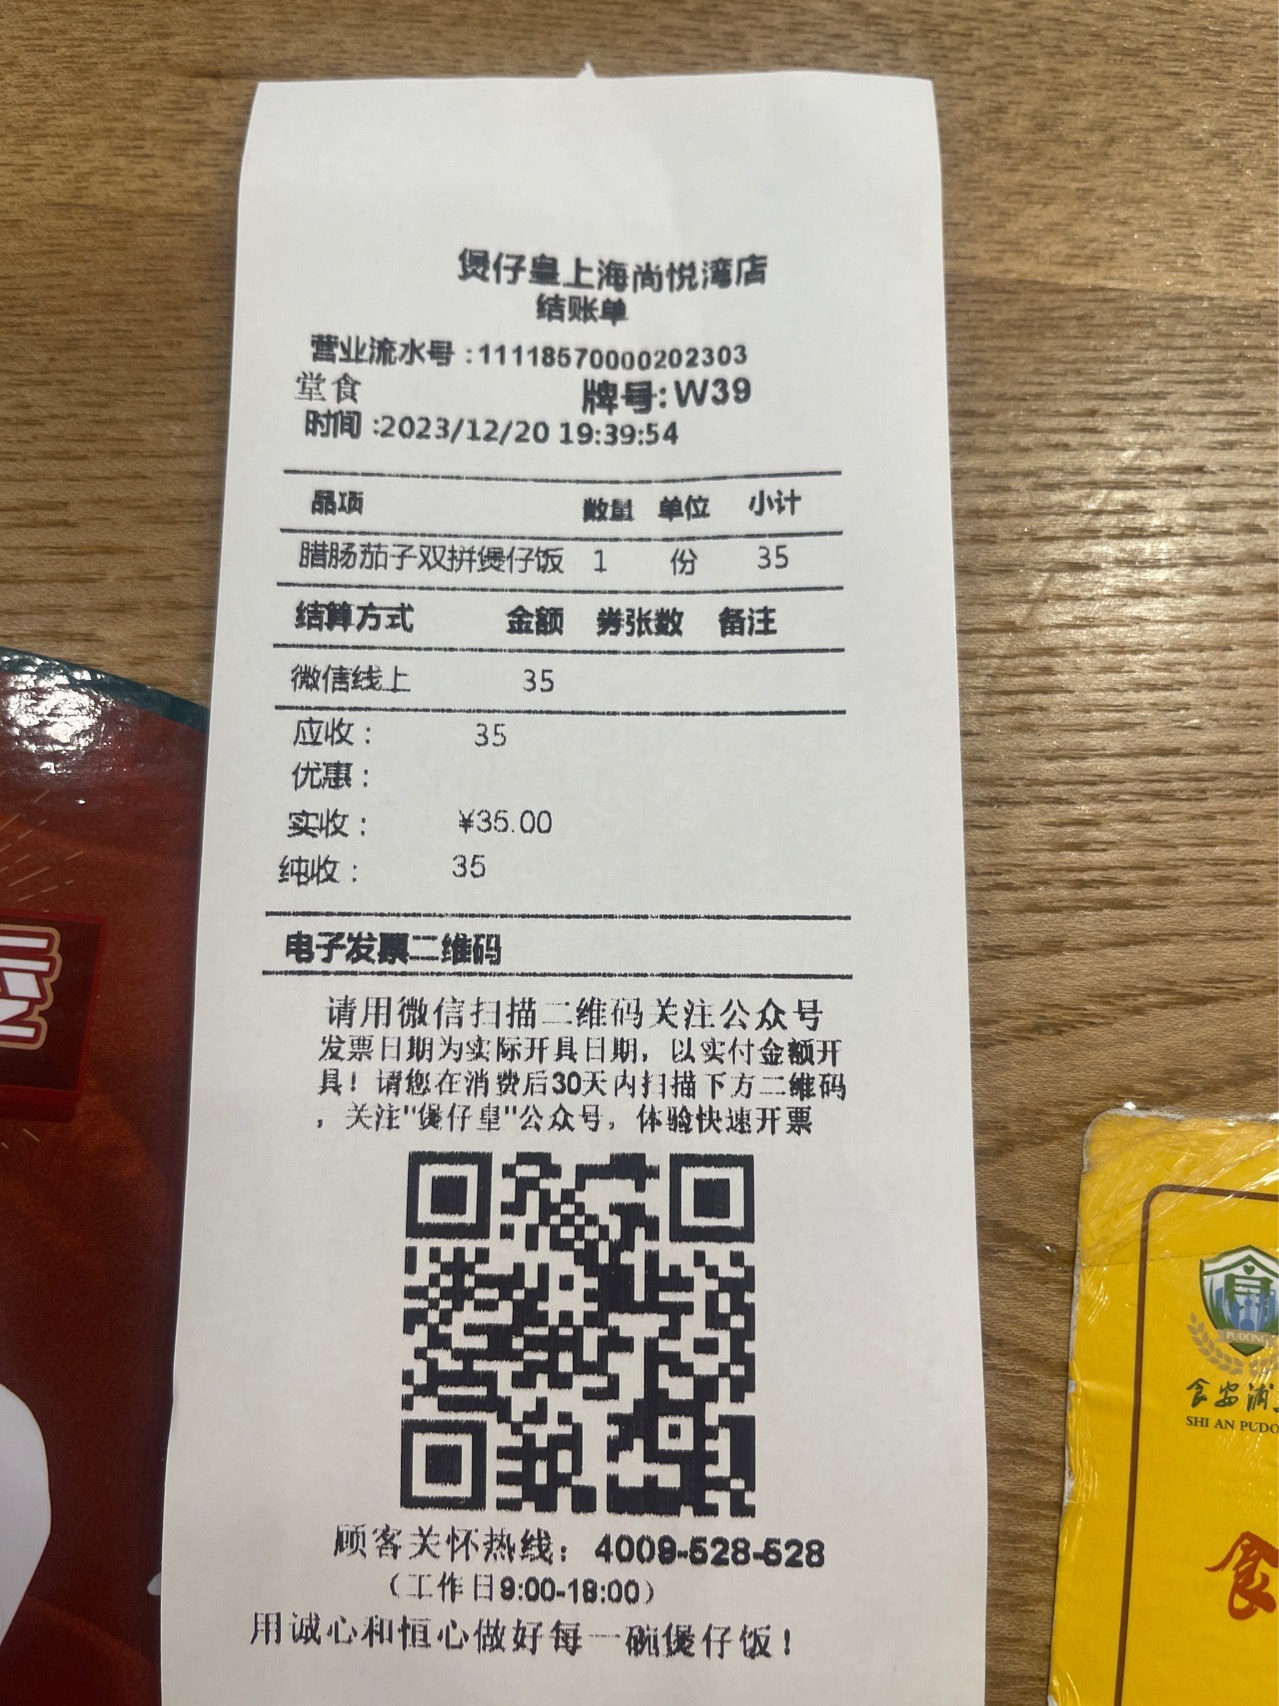 煲仔皇上海尚悦湾店
结账单
营业流水号:11118570000202303
堂食 牌号:W39
时间:2023/12/20 19:39:54
品项 数量 单位 小计
腊肠茄子双拼煲仔饭 1 份 35
结算方式 金额 券张数 备注
微信线上 35
应收： 35
优惠：
实收： ¥35.00
纯收： 35
电子发票二维码
请用微信扫描二维码关注公众号
发票日期为实际开具日期，以实付金额开
具！请您在消费后30天内扫描下方二维码
，关注"煲仔皇"公众号，体验快速开票
顾客关怀热线：4009-528-528
（工作日9:00-18:00）
用诚心和恒心做好每一碗煲仔饭！
PUDONG
食安浦
SHI AN PUDO
食